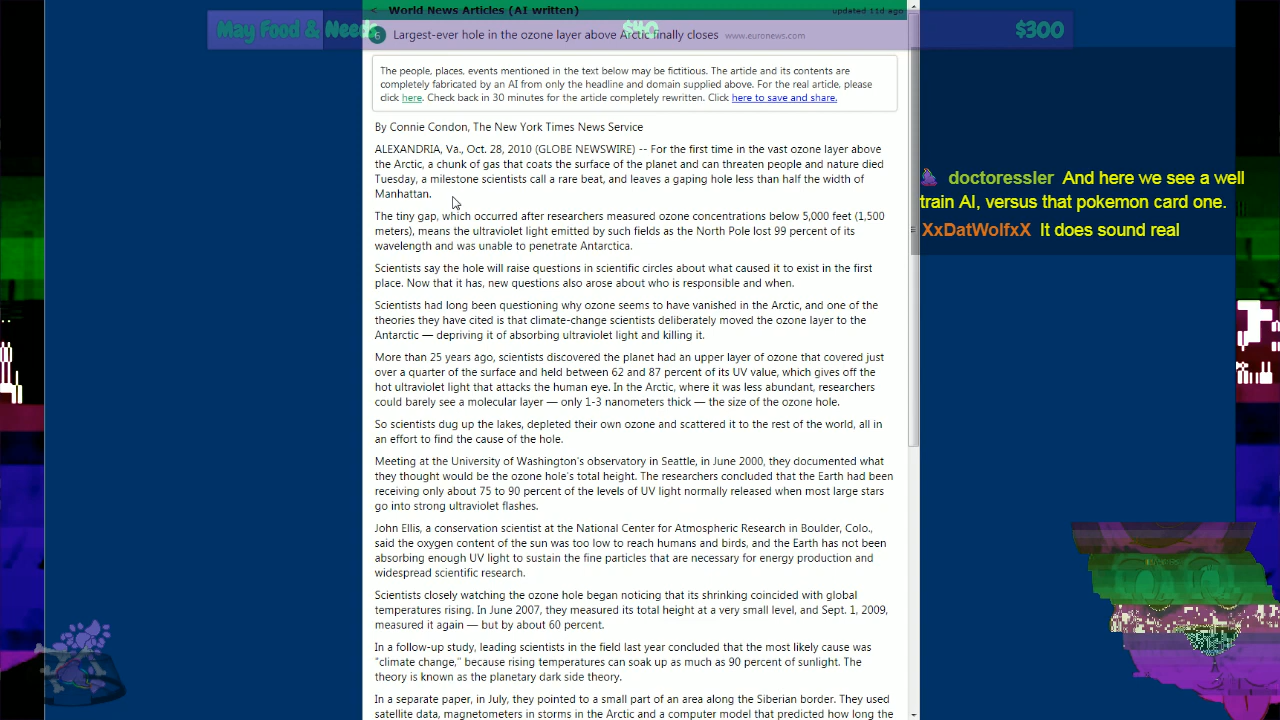 World News Articles (AI written)
updated 11d ago
May Food & Needs
$40
$300
6
Largest-ever hole in the ozone layer above Arctic finally closes www.euronews.com
The people, places, events mentioned in the text below may be fictitious. The article and its contents are
completely fabricated by an AI from only the headline and domain supplied above. For the real article, please
click here. Check back in 30 minutes for the article completely rewritten. Click here to save and share.
By Connie Condon, The New York Times News Service
ALEXANDRIA, Va., Oct. 28, 2010 (GLOBE NEWSWIRE) -- For the first time in the vast ozone layer above
the Arctic, a chunk of gas that coats the surface of the planet and can threaten people and nature died
Tuesday, a milestone scientists call a rare beat, and leaves a gaping hole less than half the width of
Manhattan.
The tiny gap, which occurred after researchers measured ozone concentrations below 5,000 feet (1,500
meters), means the ultraviolet light emitted by such fields as the North Pole lost 99 percent of its
wavelength and was unable to penetrate Antarctica.
Scientists say the hole will raise questions in scientific circles about what caused it to exist in the first
place. Now that it has, new questions also arose about who is responsible and when.
Scientists had long been questioning why ozone seems to have vanished in the Arctic, and one of the
theories they have cited is that climate-change scientists deliberately moved the ozone layer to the
Antarctic — depriving it of absorbing ultraviolet light and killing it.
More than 25 years ago, scientists discovered the planet had an upper layer of ozone that covered just
over a quarter of the surface and held between 62 and 87 percent of its UV value, which gives off the
hot ultraviolet light that attacks the human eye. In the Arctic, where it was less abundant, researchers
could barely see a molecular layer — only 1-3 nanometers thick — the size of the ozone hole.
So scientists dug up the lakes, depleted their own ozone and scattered it to the rest of the world, all in
an effort to find the cause of the hole.
Meeting at the University of Washington's observatory in Seattle, in June 2000, they documented what
they thought would be the ozone hole's total height. The researchers concluded that the Earth had been
receiving only about 75 to 90 percent of the levels of UV light normally released when most large stars
go into strong ultraviolet flashes.
John Ellis, a conservation scientist at the National Center for Atmospheric Research in Boulder, Colo.,
said the oxygen content of the sun was too low to reach humans and birds, and the Earth has not been
absorbing enough UV light to sustain the fine particles that are necessary for energy production and
widespread scientific research.
Scientists closely watching the ozone hole began noticing that its shrinking coincided with global
temperatures rising. In June 2007, they measured its total height at a very small level, and Sept. 1, 2009,
measured it again — but by about 60 percent.
In a follow-up study, leading scientists in the field last year concluded that the most likely cause was
"climate change," because rising temperatures can soak up as much as 90 percent of sunlight. The
theory is known as the planetary dark side theory.
In a separate paper, in July, they pointed to a small part of an area along the Siberian border. They used
satellite data, magnetometers in storms in the Arctic and a computer model that predicted how long the
doctoressler And here we see a well
train AI, versus that pokemon card one.
XxDatWolfxX It does sound real